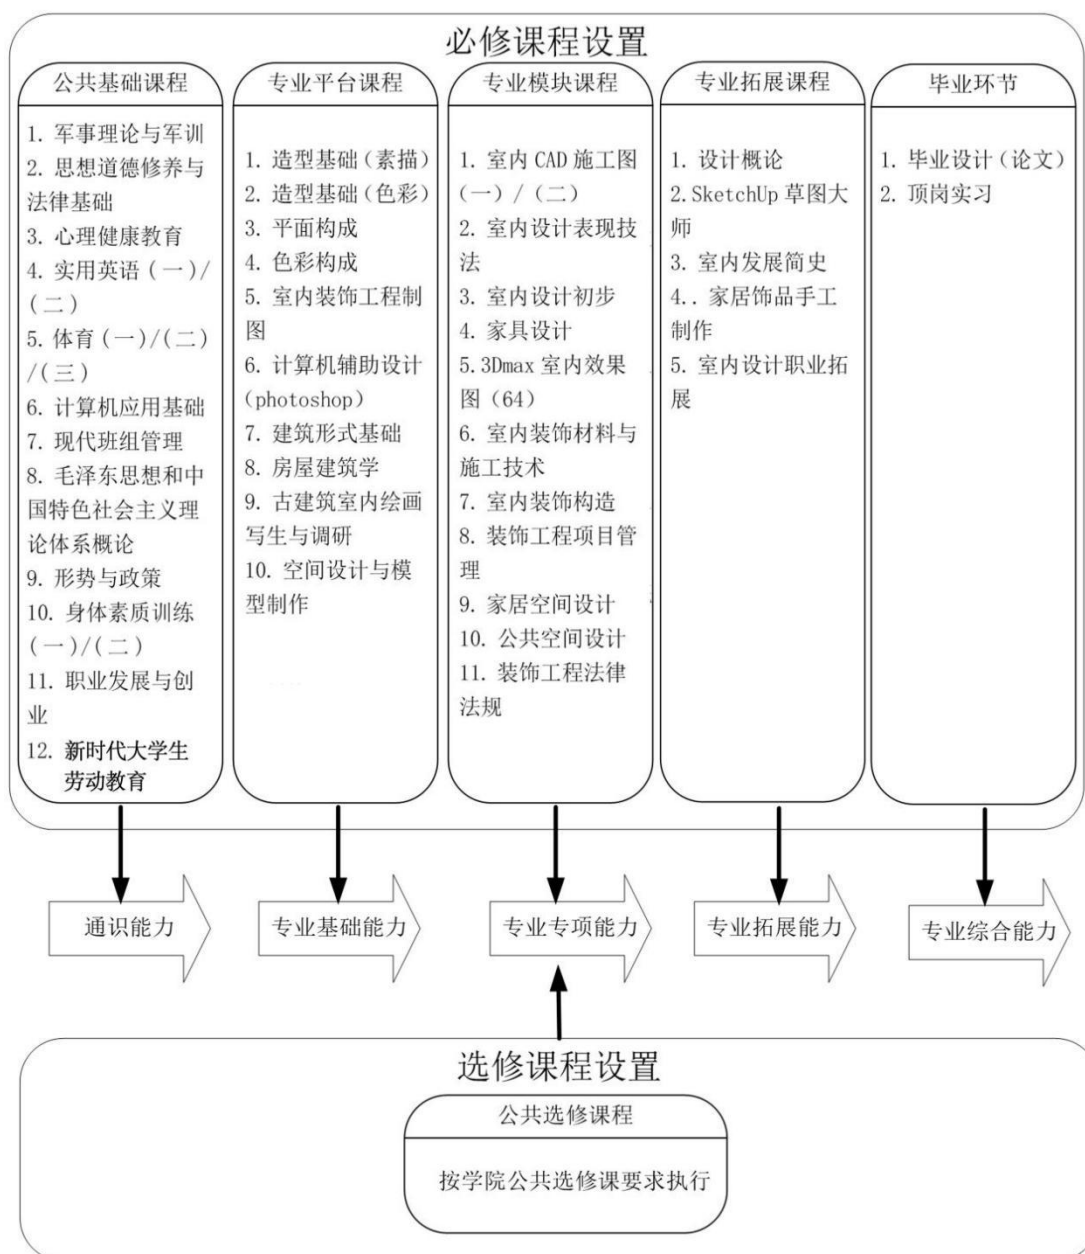 必修课程设置
公共基础课程
1. 军事理论与军训
2. 思想道德修养与
法律基础
3. 心理健康教育
4. 实用英语(一)/
(二)
5. 体育(一)/(二)
/(三)
6. 计算机应用基础
7. 现代班组管理
8. 毛泽东思想和中
国特色社会主义理
论体系概论
9. 形势与政策
10. 身体素质训练
(一)/(二)
11. 职业发展与创
业
12. 新时代大学生
劳动教育
专业平台课程
1. 造型基础(素描)
2. 造型基础(色彩)
3. 平面构成
4. 色彩构成
5. 室内装饰工程制
图
6. 计算机辅助设计
(photoshop)
7. 建筑形式基础
8. 房屋建筑学
9. 古建筑室内绘画
写生与调研
10. 空间设计与模
型制作
专业模块课程
1. 室内 CAD 施工图
(一) / (二)
2. 室内设计表现技
法
3. 室内设计初步
4. 家具设计
5.3Dmax 室内效果
图（64）
6. 室内装饰材料与
施工技术
7. 室内装饰构造
8. 装饰工程项目管
理
9. 家居空间设计
10. 公共空间设计
11. 装饰工程法律
法规
专业拓展课程
1. 设计概论
2.SketchUp 草图大
师
3. 室内发展简史
4.. 家居饰品手工
制作
5. 室内设计职业拓
展
毕业环节
1. 毕业设计(论文)
2. 顶岗实习
通识能力
专业基础能力
专业专项能力
专业拓展能力
专业综合能力
选修课程设置
公共选修课程
按学院公共选修课要求执行